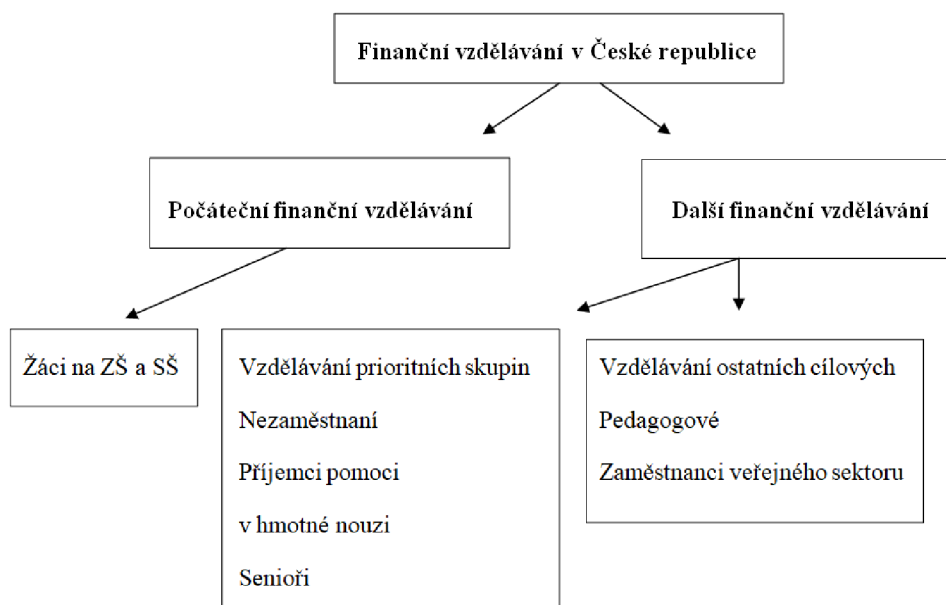 Finanční vzdělávání v České republice
Počáteční finanční vzdělávání
Další finanční vzdělávání
Žáci na ZŠ a SŠ
Vzdělávání prioritních skupin
Nezaměstnaní
Příjemci pomoci
v hmotné nouzi
Senioři
Vzdělávání ostatních cílových
Pedagogové
Zaměstnanci veřejného sektoru